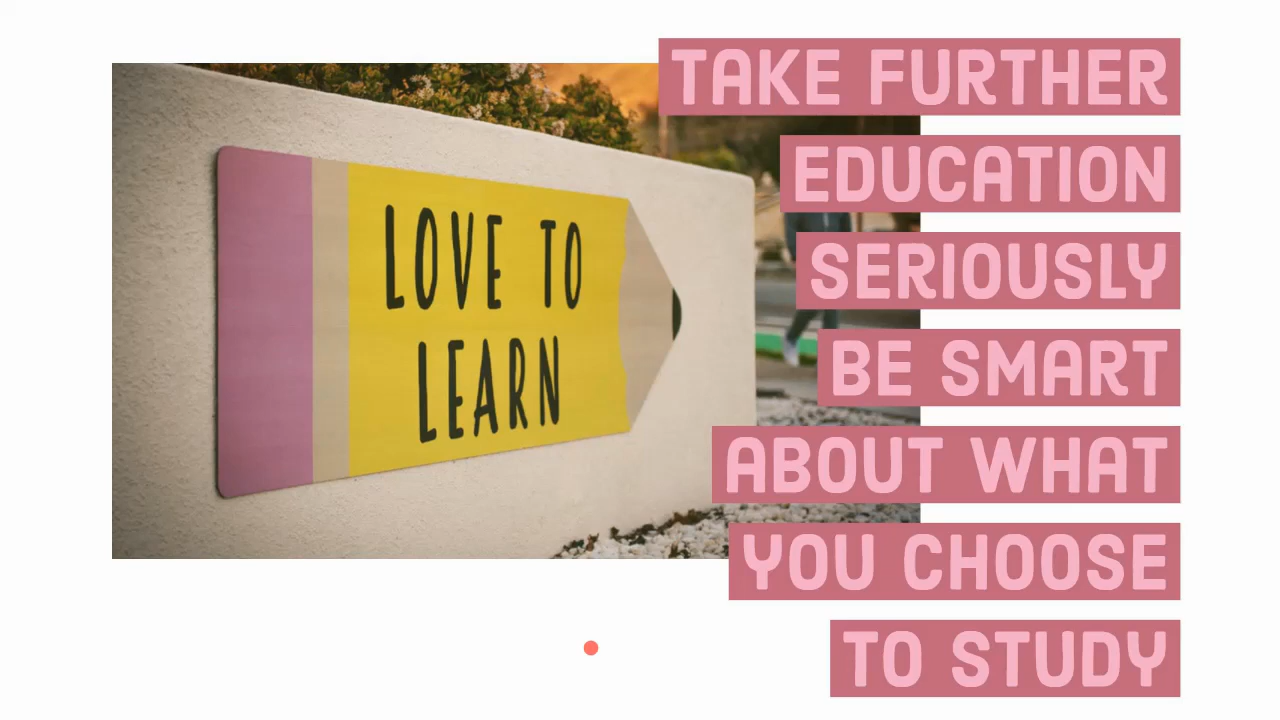 LOVE TO
LEARN
TAKE FURTHER
EDUCATION
SERIOUSLY
BE SMART
ABOUT WHAT
YOU CHOOSE
TO STUDY